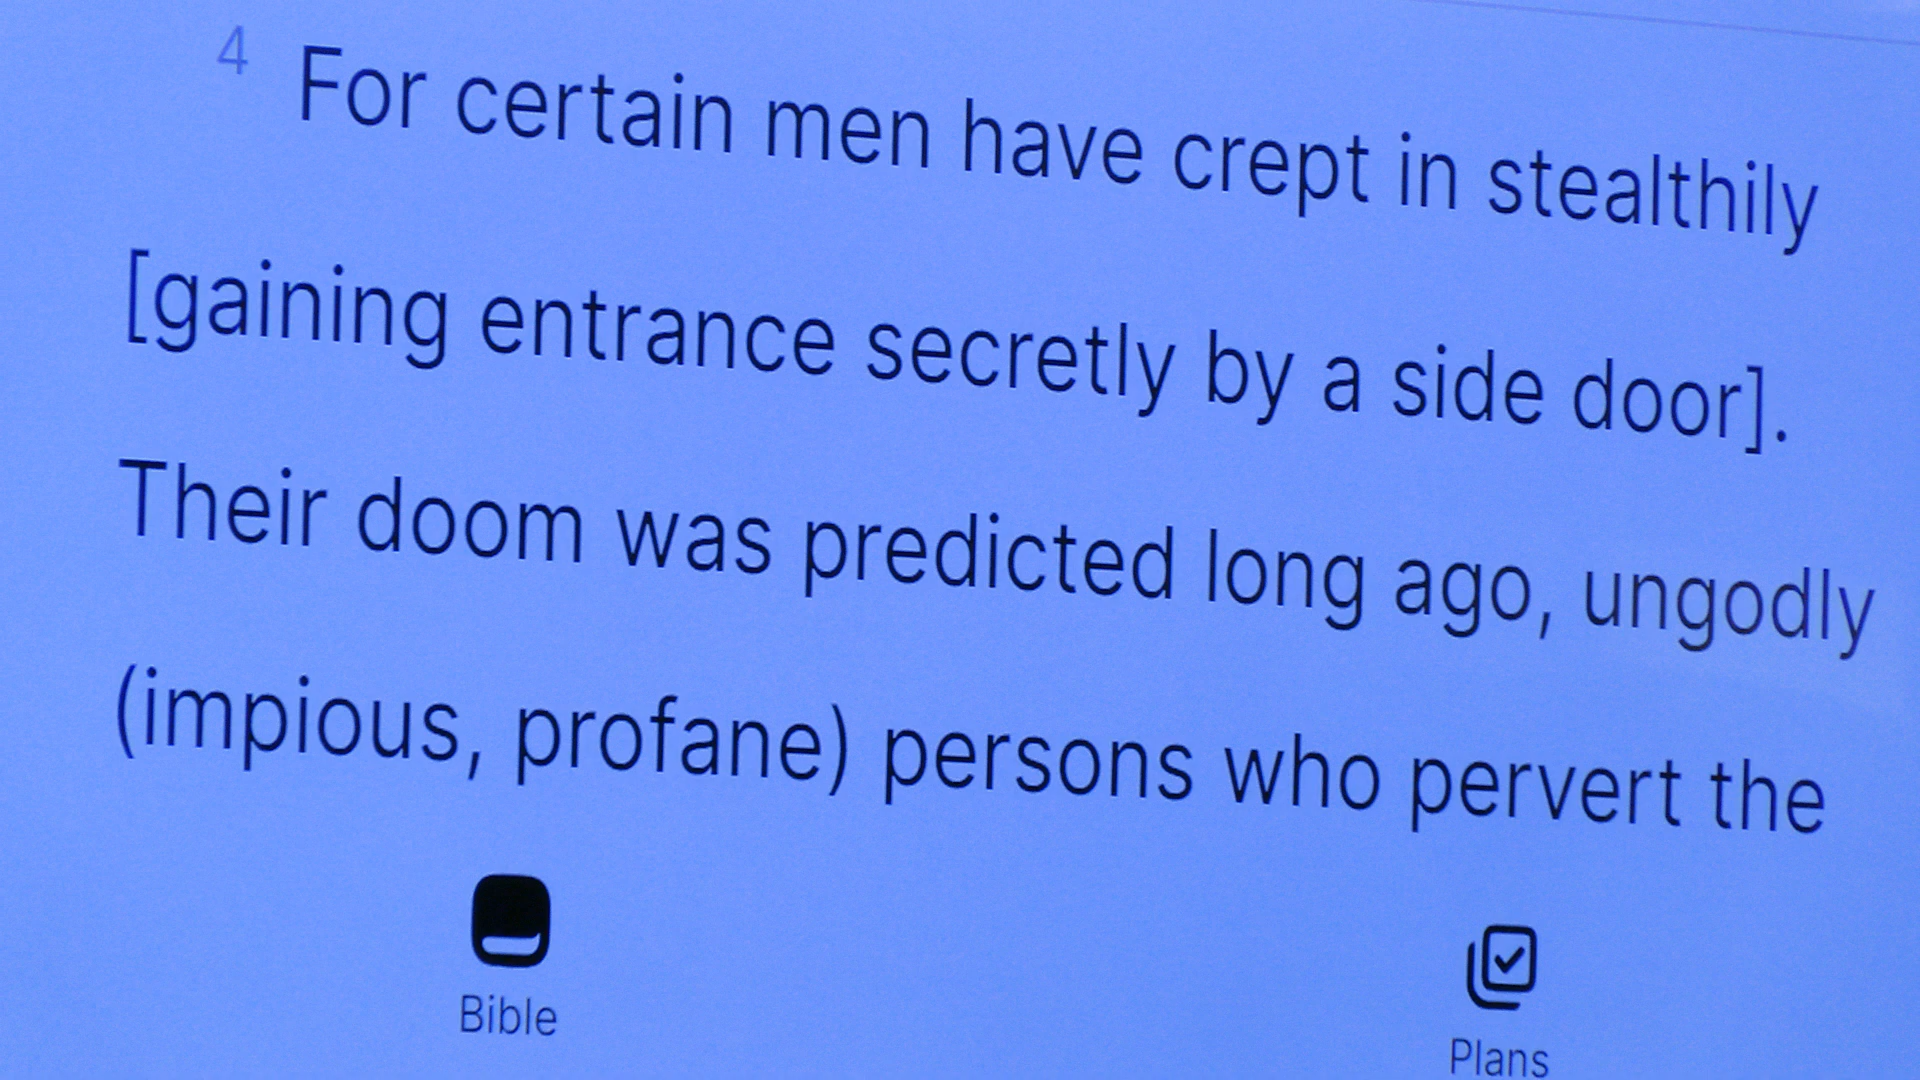 4 For certain men have crept in stealthily
[gaining entrance secretly by a side door].
Their doom was predicted long ago, ungodly
(impious, profane) persons who pervert the
Bible
Plans